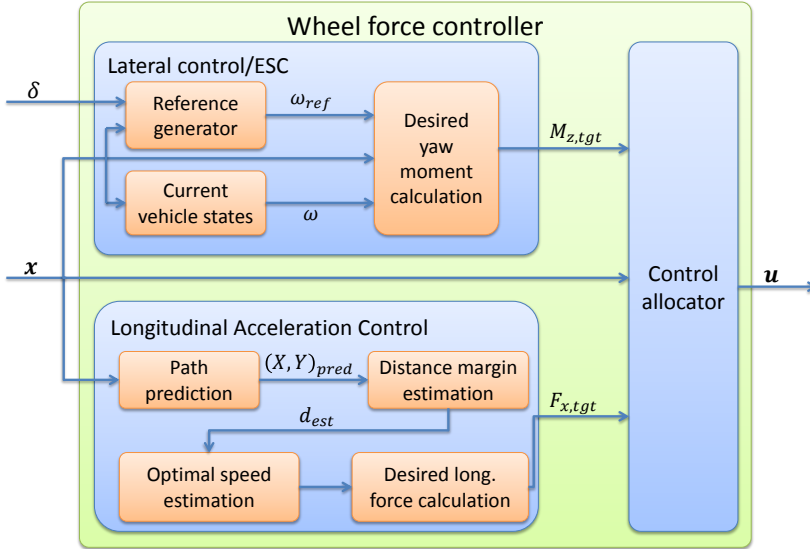 Wheel force controller
Lateral control/ESC
δ
Reference
generator
ω_ref
Desired
yaw
moment
calculation
M_z,tgt
Current
vehicle states
ω
x
Control
allocator
u
Longitudinal Acceleration Control
Path
prediction
(X, Y)_pred
Distance margin
estimation
F_x,tgt
d_est
Optimal speed
estimation
Desired long.
force calculation